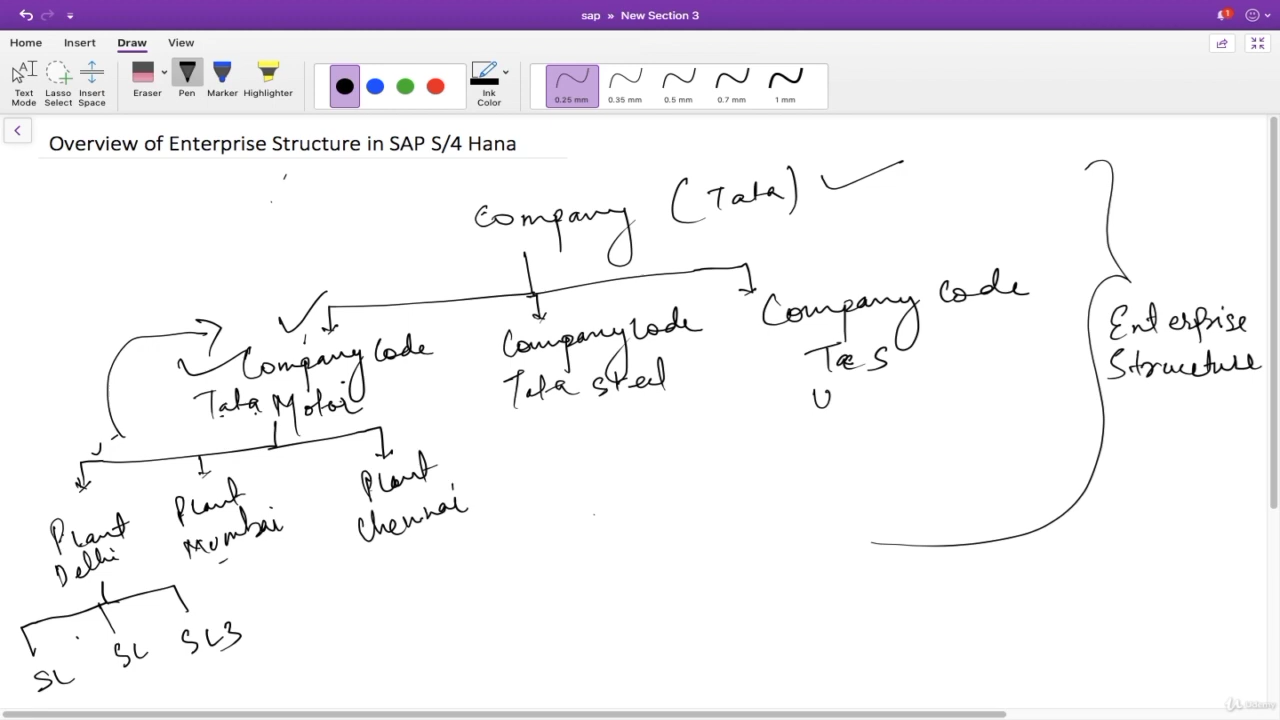 sap » New Section 3
1
Home Insert Draw View
Text Mode
Lasso Select
Insert Space
Eraser
Pen
Marker
Highlighter
Ink Color
0.25 mm
0.35 mm
0.5 mm
0.7 mm
1 mm
Overview of Enterprise Structure in SAP S/4 Hana
Company (Tata)
Company Code
Tata Motor
Company Code
Tata Steel
Company Code
Enterprise
Structure
Plant
Delhi
Plant
Mumbai
Plant
Chennai
SL
SL
SL3
Udemy